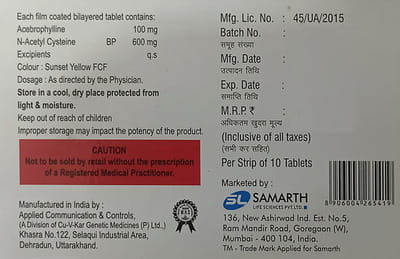 Each film coated bilayered tablet contains:
Acebrophylline 100 mg
N-Acetyl Cysteine BP 600 mg
Excipients q.s
Colour : Sunset Yellow FCF
Dosage : As directed by the Physician.
Store in a cool, dry place protected from
light & moisture.
Keep out of reach of children
Improper storage may impact the potency of the product.
CAUTION
Not to be sold by retail without the prescription
of a Registered Medical Practitioner.
Manufactured in India by :
Applied Communication & Controls,
(A Division of Cu-V-Kar Genetic Medicines (P) Ltd.,)
Khasra No.122, Selaqui Industrial Area,
Dehradun, Uttarakhand.
Mfg. Lic. No. : 45/UA/2015
Batch No. :
समूह संख्या
Mfg. Date :
उत्पादन तिथि
Exp. Date :
समाप्ति तिथि
M.R.P. ₹ :
अधिकतम खुदरा मूल्य
(Inclusive of all taxes)
(सभी कर सहित)
Per Strip of 10 Tablets
Marketed by :
SL SAMARTH
LIFE SCIENCES PVT. LTD.
136, New Ashirwad Ind. Est. No.5,
Ram Mandir Road, Goregaon (W),
Mumbai - 400 104, India.
TM - Trade Mark Applied for Samarth
8906004265419